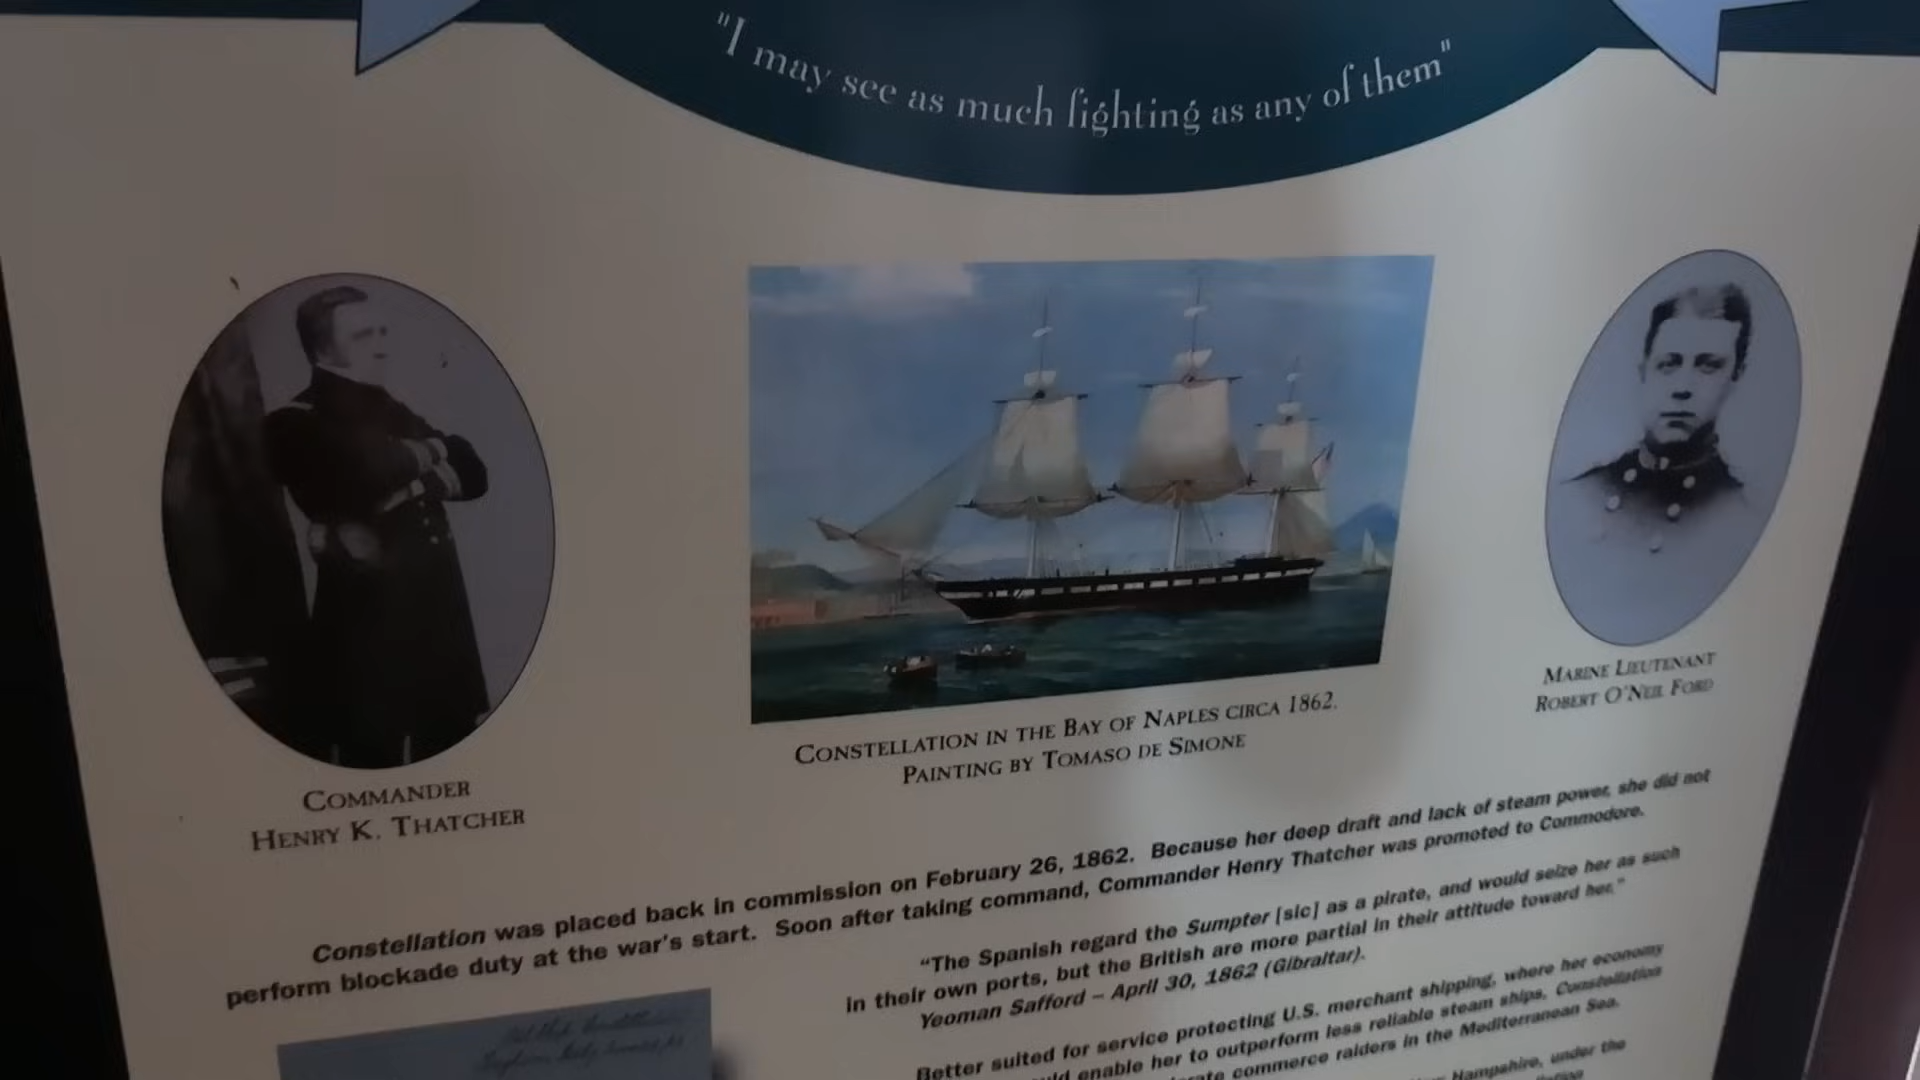 "I may see as much fighting as any of them"
COMMANDER
HENRY K. THATCHER
CONSTELLATION IN THE BAY OF NAPLES CIRCA 1862.
PAINTING BY TOMASO DE SIMONE
MARINE LIEUTENANT
ROBERT O'NEIL FORD
Constellation was placed back in commission on February 26, 1862. Because her deep draft and lack of steam power, she did not
perform blockade duty at the war's start. Soon after taking command, Commander Henry Thatcher was promoted to Commodore.
"The Spanish regard the Sumpter [sic] as a pirate, and would seize her as such
in their own ports, but the British are more partial in their attitude toward her."
Yeoman Safford – April 30, 1862 (Gibraltar).
Better suited for service protecting U.S. merchant shipping, where her economy
enable her to outperform less reliable steam ships, Constellation
commerce raiders in the Mediterranean Sea.
Hampshire, under the